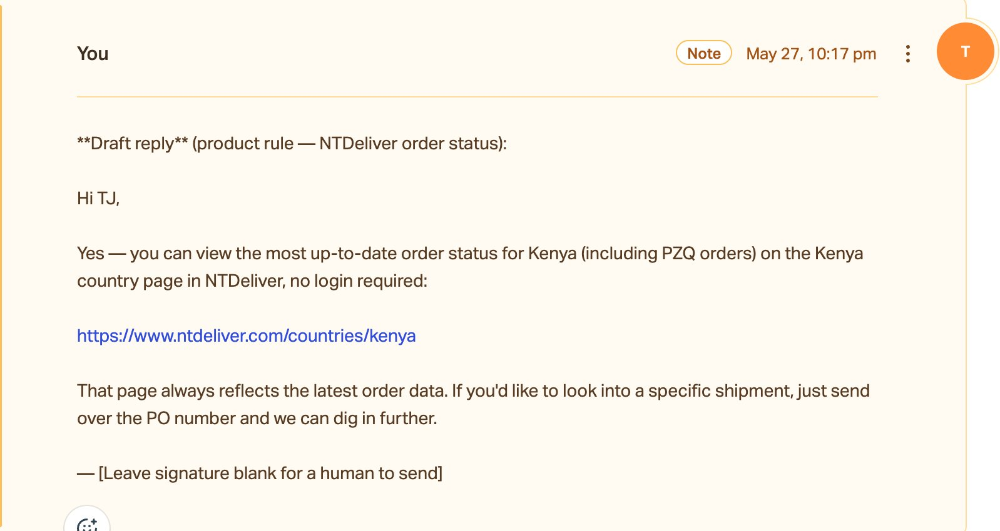 You
Note
May 27, 10:17 pm
T
**Draft reply** (product rule — NTDeliver order status):
Hi TJ,
Yes — you can view the most up-to-date order status for Kenya (including PZQ orders) on the Kenya
country page in NTDeliver, no login required:
https://www.ntdeliver.com/countries/kenya
That page always reflects the latest order data. If you'd like to look into a specific shipment, just send
over the PO number and we can dig in further.
— [Leave signature blank for a human to send]